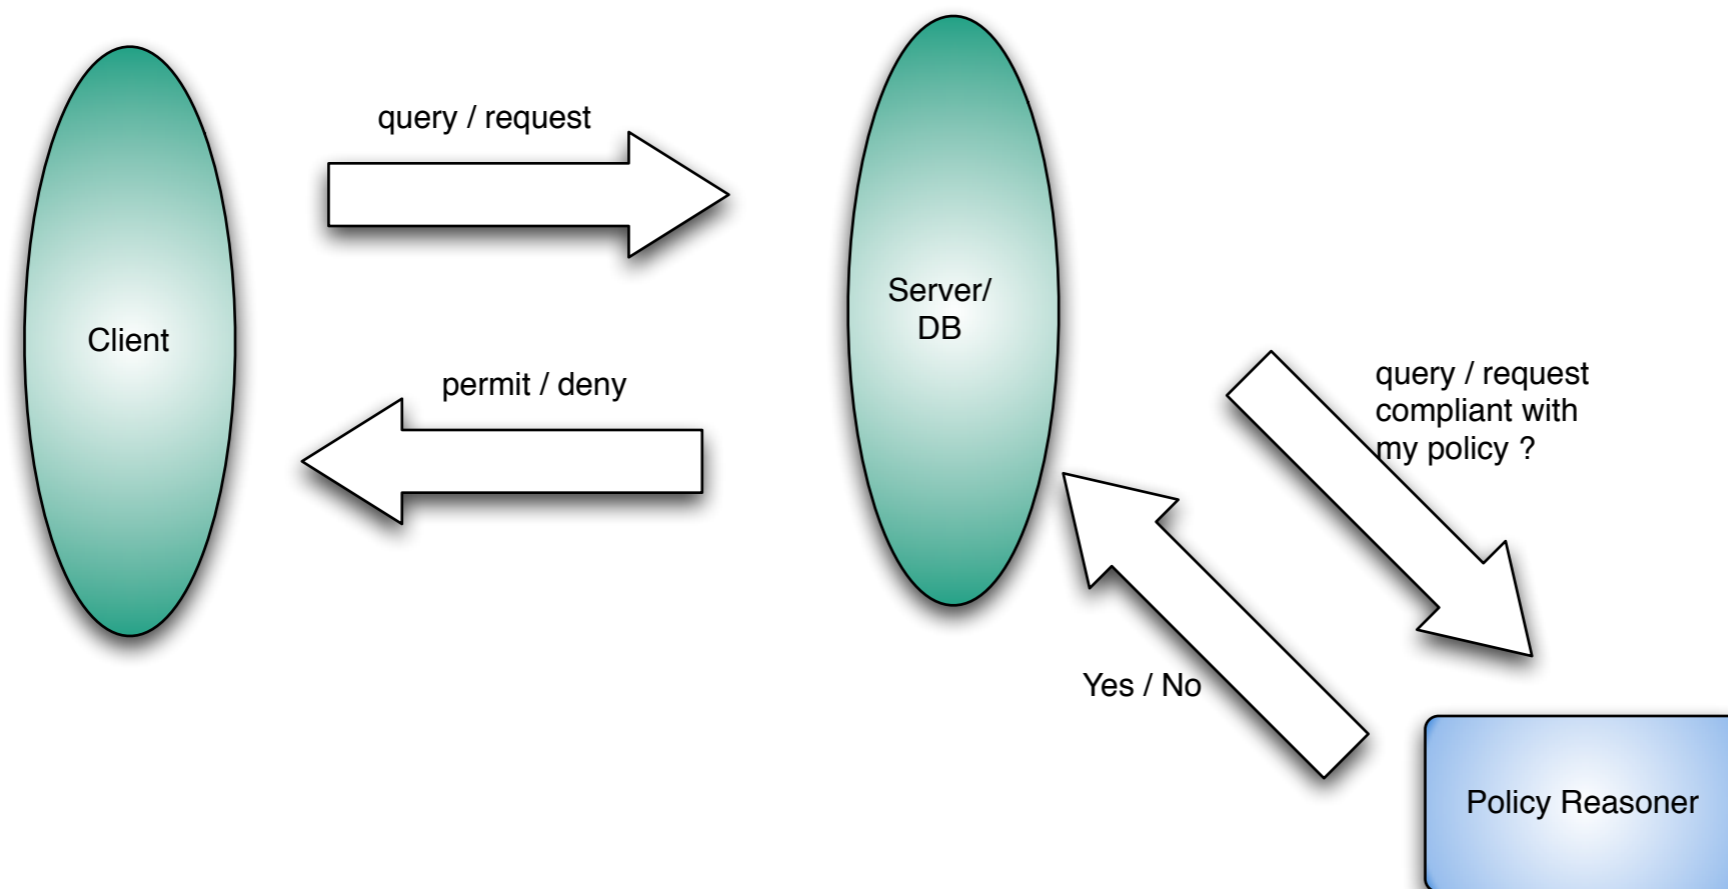 query / request
Client
permit / deny
Server/
DB
query / request
compliant with
my policy ?
Yes / No
Policy Reasoner